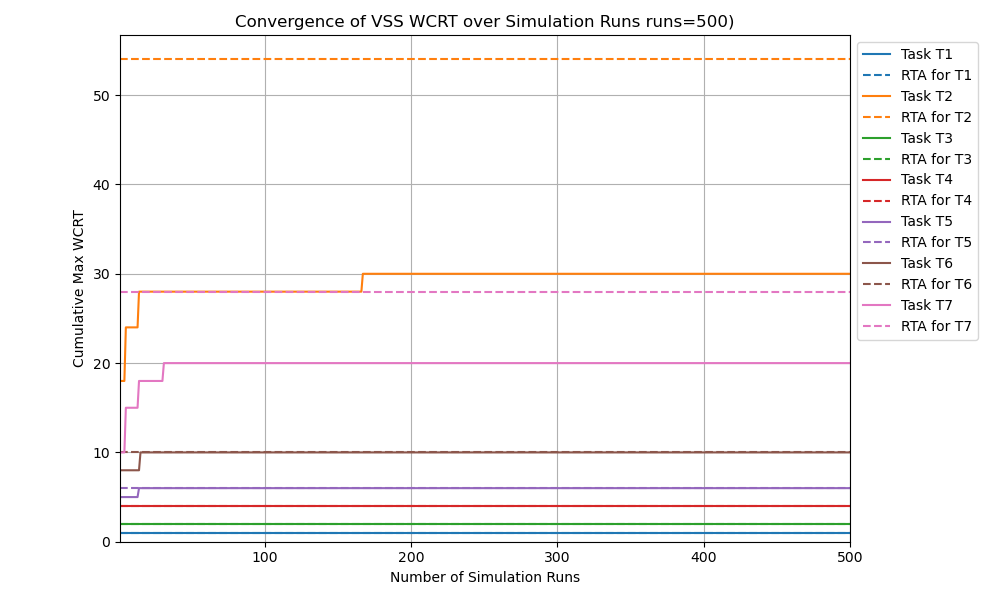 Convergence of VSS WCRT over Simulation Runs runs=500)
Cumulative Max WCRT
50
40
30
20
10
0
100
200
300
400
500
Number of Simulation Runs
Task T1
RTA for T1
Task T2
RTA for T2
Task T3
RTA for T3
Task T4
RTA for T4
Task T5
RTA for T5
Task T6
RTA for T6
Task T7
RTA for T7